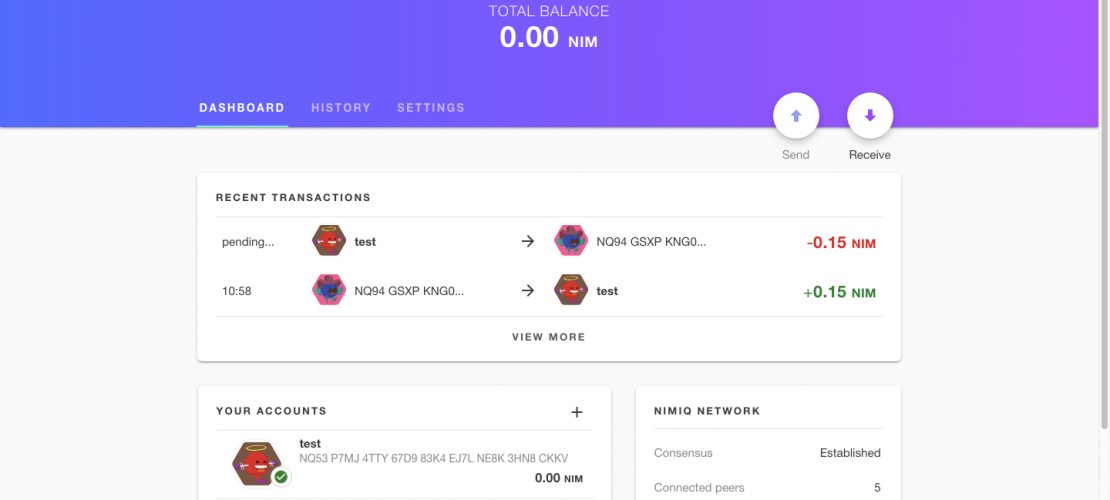 TOTAL BALANCE
0.00 NIM
DASHBOARD HISTORY SETTINGS
Send Receive
RECENT TRANSACTIONS
pending... test NQ94 GSXP KNG0... -0.15 NIM
10:58 NQ94 GSXP KNG0... test +0.15 NIM
VIEW MORE
YOUR ACCOUNTS
test
NQ53 P7MJ 4TTY 67D9 83K4 EJ7L NE8K 3HN8 CKKV
0.00 NIM
NIMIQ NETWORK
Consensus Established
Connected peers 5